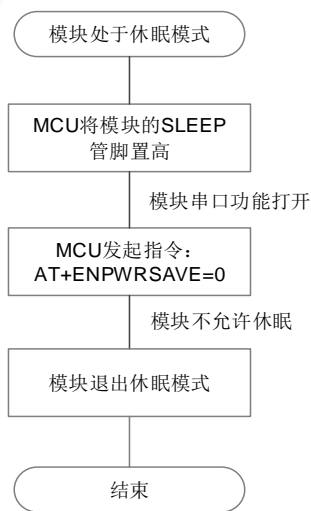 模块处于休眠模式
MCU将模块的SLEEP
管脚置高
模块串口功能打开
MCU发起指令：
AT+ENPWRSAVE=0
模块不允许休眠
模块退出休眠模式
结束